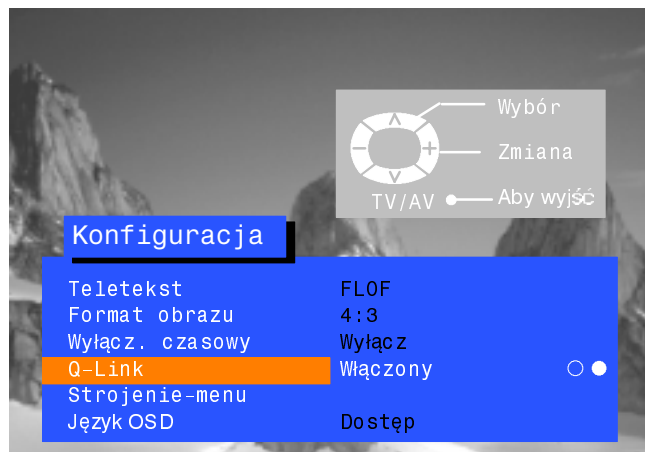 Wybór
Zmiana
TV/AV Aby wyjść
Konfiguracja
Teletekst FLOF
Format obrazu 4:3
Wyłącz. czasowy Wyłącz
Q-Link Włączony
Strojenie-menu
Język OSD Dostęp